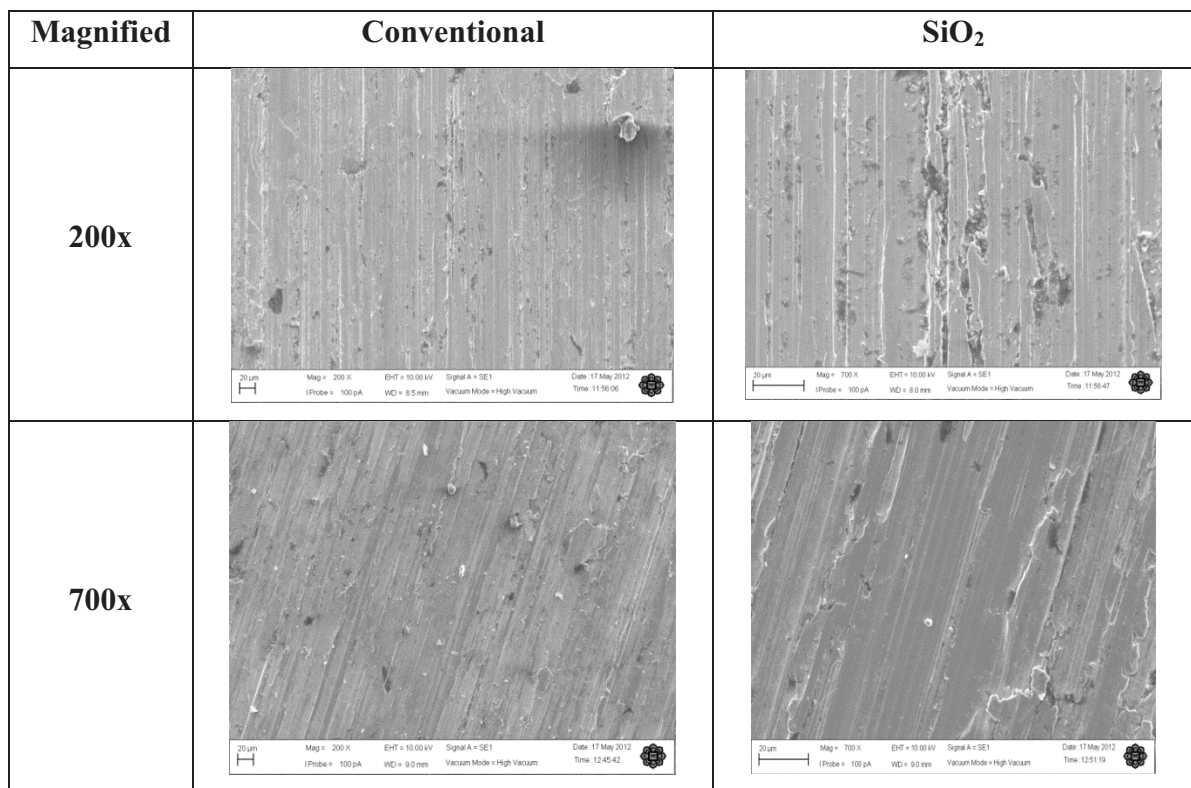 Magnified Conventional SiO₂
200x
20 µm Mag = 200 X EHT = 10.00 kV Signal A = SE1 Date :17 May 2012
I Probe = 100 pA WD = 8.5 mm Vacuum Mode = High Vacuum Time :11:56:06
20 µm Mag = 700 X EHT = 10.00 kV Signal A = SE1 Date :17 May 2012
I Probe = 100 pA WD = 8.0 mm Vacuum Mode = High Vacuum Time :11:56:47
700x
20 µm Mag = 200 X EHT = 10.00 kV Signal A = SE1 Date :17 May 2012
I Probe = 100 pA WD = 9.0 mm Vacuum Mode = High Vacuum Time :12:45:42
20 µm Mag = 700 X EHT = 10.00 kV Signal A = SE1 Date :17 May 2012
I Probe = 100 pA WD = 9.0 mm Vacuum Mode = High Vacuum Time :12:51:19